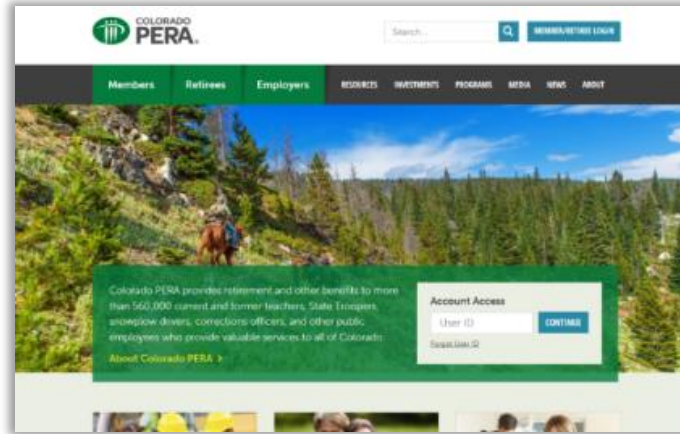 COLORADO
PERA
Search...
MEMBER/RETIREE LOGIN
Members Retirees Employers RESOURCES INVESTMENTS PROGRAMS MEDIA NEWS ABOUT
Colorado PERA provides retirement and other benefits to more
than 560,000 current and former teachers, State Troopers,
snowplow drivers, corrections officers, and other public
employees who provide valuable services to all of Colorado.
About Colorado PERA >
Account Access
User ID CONTINUE
Forgot User ID